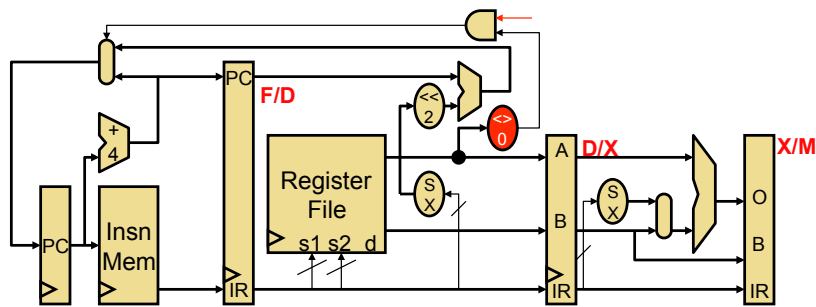 PC
F/D
<<
2
<>
0
+
4
A
D/X
X/M
Register
File
S
X
S
X
O
PC
Insn
Mem
B
B
s1 s2 d
IR
IR
IR